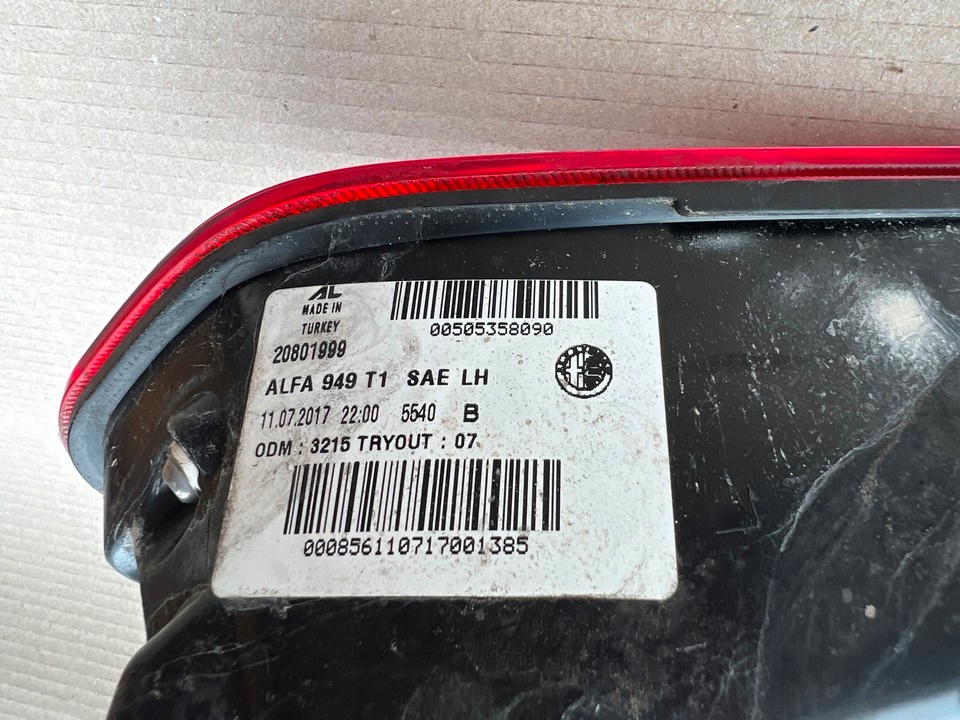 AL
MADE IN
TURKEY
00505358090
20801999
ALFA 949 T1 SAE LH
11.07.2017 22:00 5540 B
ODM : 3215 TRYOUT : 07
000856110717001385